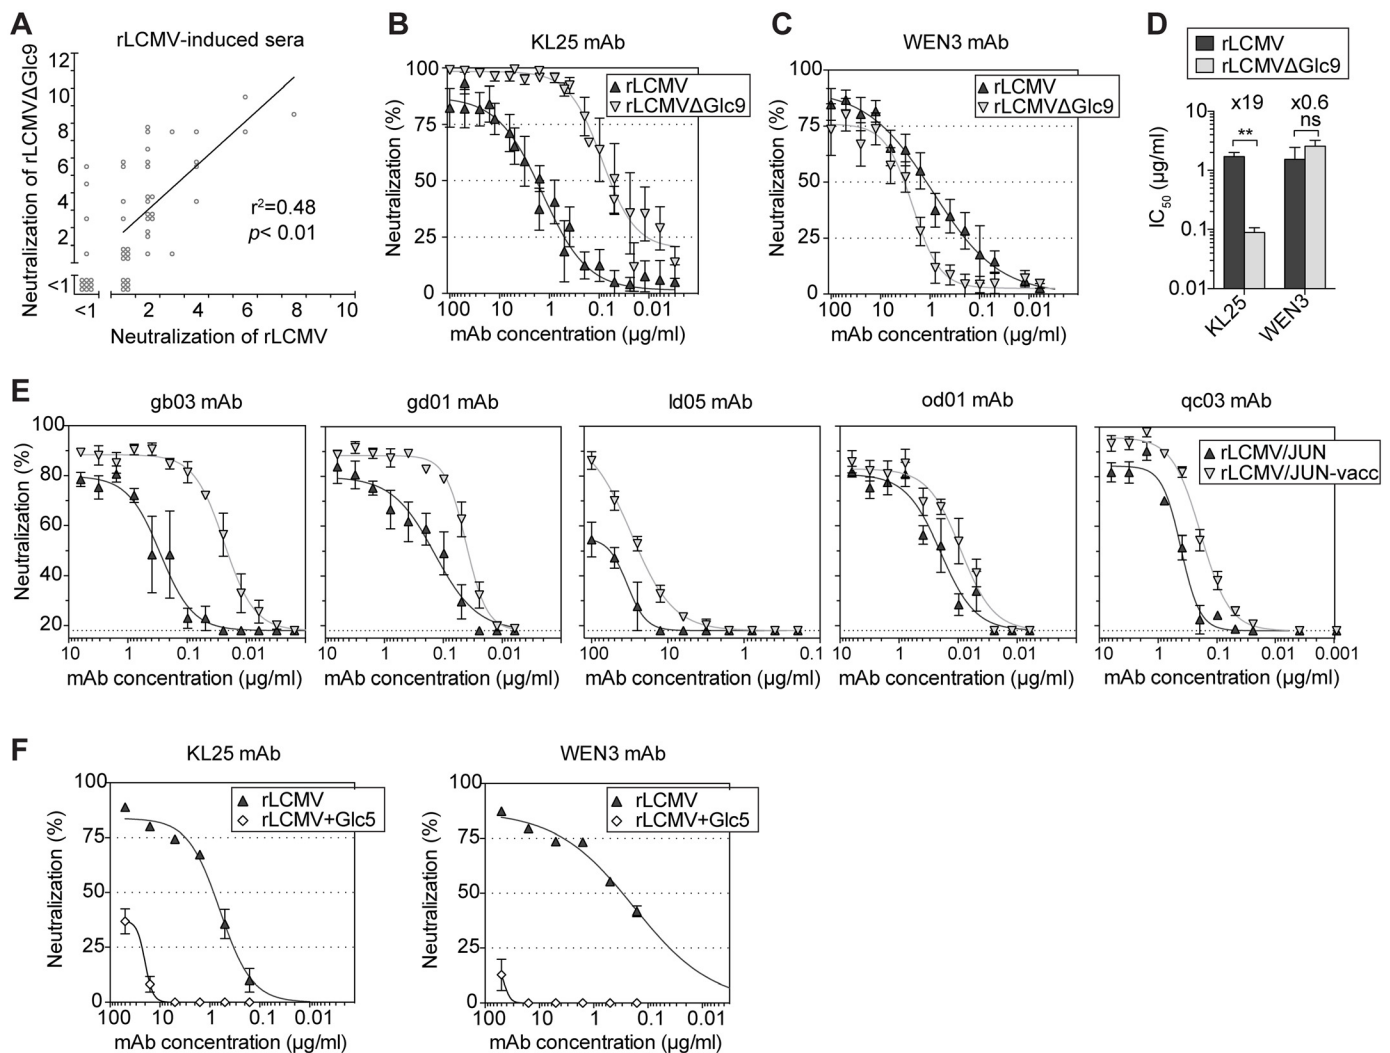 A
rLCMV-induced sera
Neutralization of rLCMVΔGlc9
12
10
8
6
4
2
<1
r²=0.48
p< 0.01
<1
2
4
6
8
10
Neutralization of rLCMV
B
KL25 mAb
Neutralization (%)
100
75
50
25
0
rLCMV
rLCMVΔGlc9
100
10
1
0.1
0.01
mAb concentration (µg/ml)
C
WEN3 mAb
Neutralization (%)
100
75
50
25
0
rLCMV
rLCMVΔGlc9
100
10
1
0.1
0.01
mAb concentration (µg/ml)
D
rLCMV
rLCMVΔGlc9
x19
x0.6
**
ns
IC50 (µg/ml)
10
1
0.1
0.01
KL25
WEN3
E
gb03 mAb
Neutralization (%)
100
80
60
40
20
10
1
0.1
0.01
mAb concentration (µg/ml)
gd01 mAb
10
1
0.1
0.01
mAb concentration (µg/ml)
ld05 mAb
100
10
1
0.1
mAb concentration (µg/ml)
od01 mAb
10
1
0.1
0.01
0.001
mAb concentration (µg/ml)
qc03 mAb
rLCMV/JUN
rLCMV/JUN-vacc
10
1
0.1
0.01
0.001
mAb concentration (µg/ml)
F
KL25 mAb
Neutralization (%)
100
75
50
25
0
rLCMV
rLCMV+Glc5
100
10
1
0.1
0.01
mAb concentration (µg/ml)
WEN3 mAb
Neutralization (%)
100
75
50
25
0
rLCMV
rLCMV+Glc5
100
10
1
0.1
0.01
mAb concentration (µg/ml)